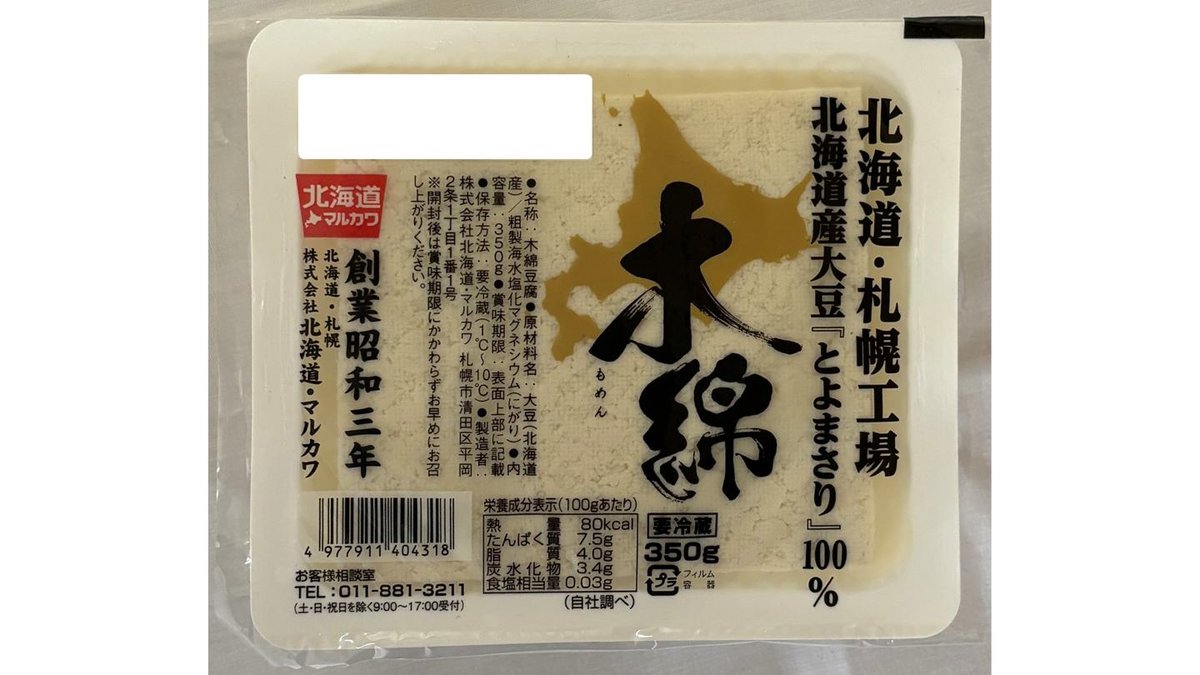 北海道・札幌工場
北海道産大豆『とよまさり』100%
木綿
もめん
●名称：木綿豆腐●原材料名：大豆(北海道
産)／粗製海水塩化マグネシウム(にがり)●内
容量：350g●賞味期限：表面上部に記載
●保存方法：要冷蔵(1℃〜10℃)●製造者：
株式会社北海道・マルカワ 札幌市清田区平岡
2条1丁目1番1号
※開封後は賞味期限にかかわらずお早めにお召
し上がりください。
北海道
マルカワ
創業昭和三年
北海道・札幌
株式会社 北海道・マルカワ
4 977911 404318
お客様相談室
TEL：011-881-3211
(土・日・祝日を除く9:00〜17:00受付)
栄養成分表示(100gあたり)
熱量 80kcal
たんぱく質 7.5g
脂質 4.0g
炭水化物 3.4g
食塩相当量 0.03g
(自社調べ)
要冷蔵
350g
プラ
フィルム
容器